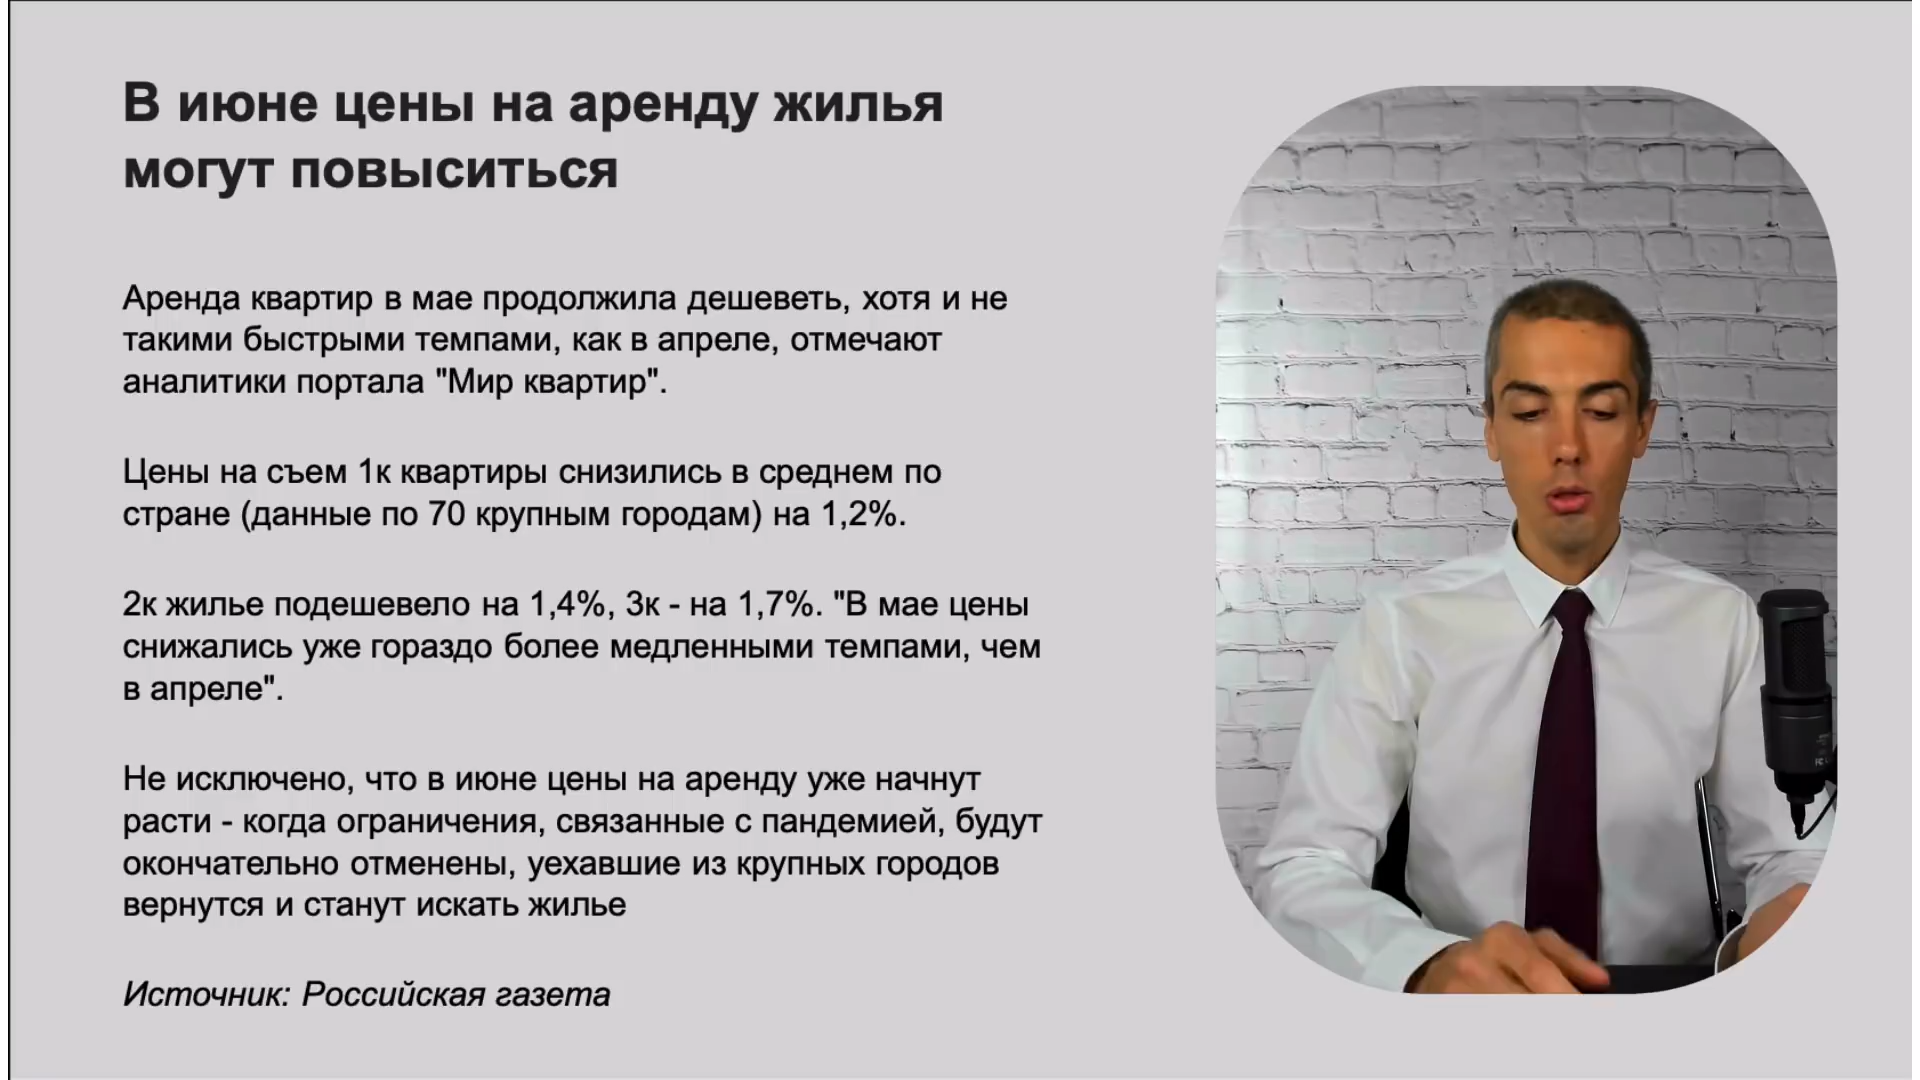 В июне цены на аренду жилья
могут повыситься
Аренда квартир в мае продолжила дешеветь, хотя и не
такими быстрыми темпами, как в апреле, отмечают
аналитики портала "Мир квартир".
Цены на съем 1к квартиры снизились в среднем по
стране (данные по 70 крупным городам) на 1,2%.
2к жилье подешевело на 1,4%, 3к - на 1,7%. "В мае цены
снижались уже гораздо более медленными темпами, чем
в апреле".
Не исключено, что в июне цены на аренду уже начнут
расти - когда ограничения, связанные с пандемией, будут
окончательно отменены, уехавшие из крупных городов
вернутся и станут искать жилье
Источник: Российская газета